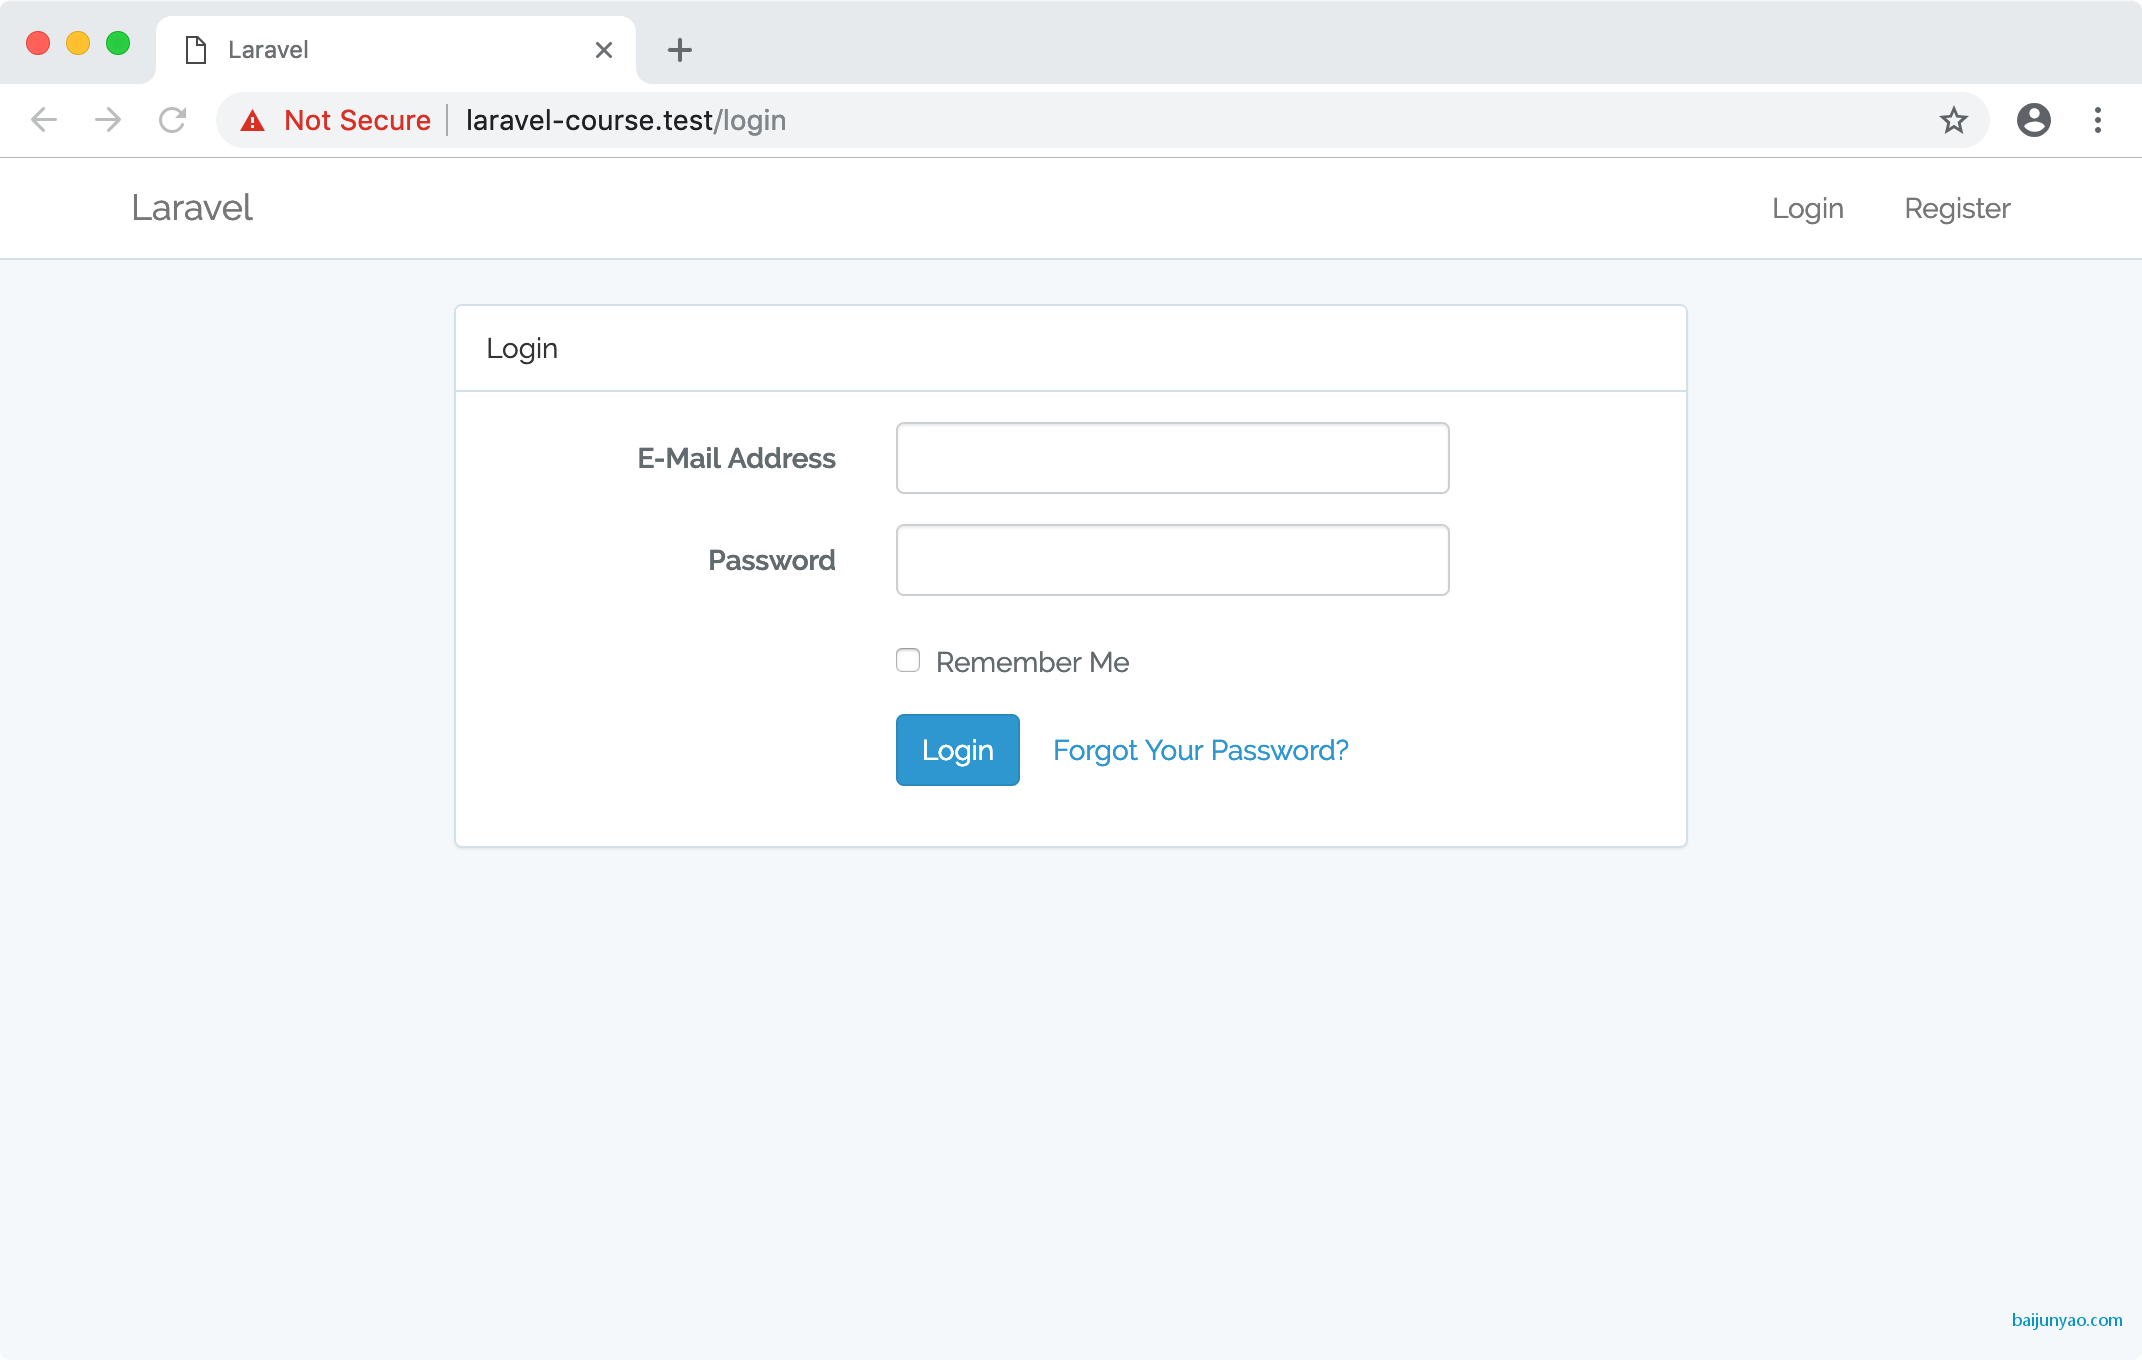 Laravel
Not Secure laravel-course.test/login
Laravel Login Register
Login
E-Mail Address
Password
Remember Me
Login Forgot Your Password?
baijunyao.com